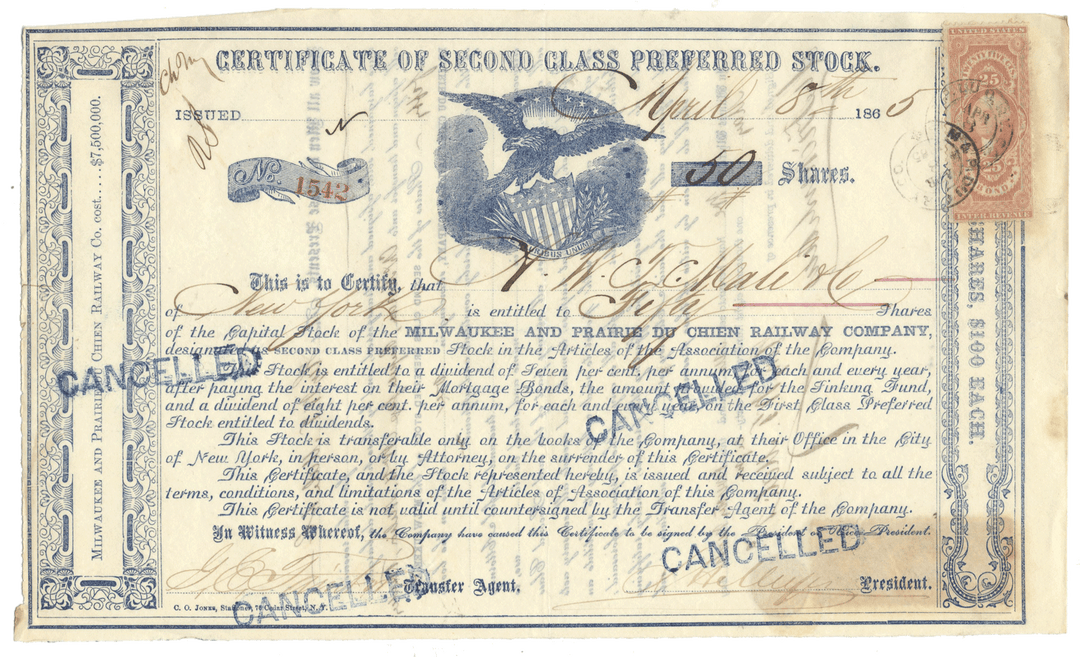 CERTIFICATE OF SECOND CLASS PREFERRED STOCK.
ISSUED April 8th 1865
No. 1542
50 Shares.
UNITED STATES
25 25
INTER. REVENUE
This is to Certify, that H. W. T. Mali & Co
of New York is entitled to Fifty Shares
of the Capital Stock of the MILWAUKEE AND PRAIRIE DU CHIEN RAILWAY COMPANY,
designated as SECOND CLASS PREFERRED Stock in the Articles of the Association of the Company.
Stock is entitled to a dividend of Seven per cent. per annum, for each and every year,
after paying the interest on their Mortgage Bonds, the amount provided for the Sinking Fund,
and a dividend of eight per cent. per annum, for each and every year, on the First Class Preferred
Stock entitled to dividends.
This Stock is transferable only on the books of the Company, at their Office in the City
of New York, in person, or by Attorney, on the surrender of this Certificate.
This Certificate, and the Stock represented hereby, is issued and received subject to all the
terms, conditions, and limitations of the Articles of Association of this Company.
This Certificate is not valid until countersigned by the Transfer Agent of the Company.
In Witness Whereof, the Company have caused this Certificate to be signed by the President or Vice President.
Transfer Agent. President.
C. O. JONES, Stationer, 76 Cedar Street, N. Y.
MILWAUKEE AND PRAIRIE DU CHIEN RAILWAY CO. cost....$7,500,000.
SHARES, $100 EACH.
CANCELLED
CANCELLED
CANCELLED
CANCELLED